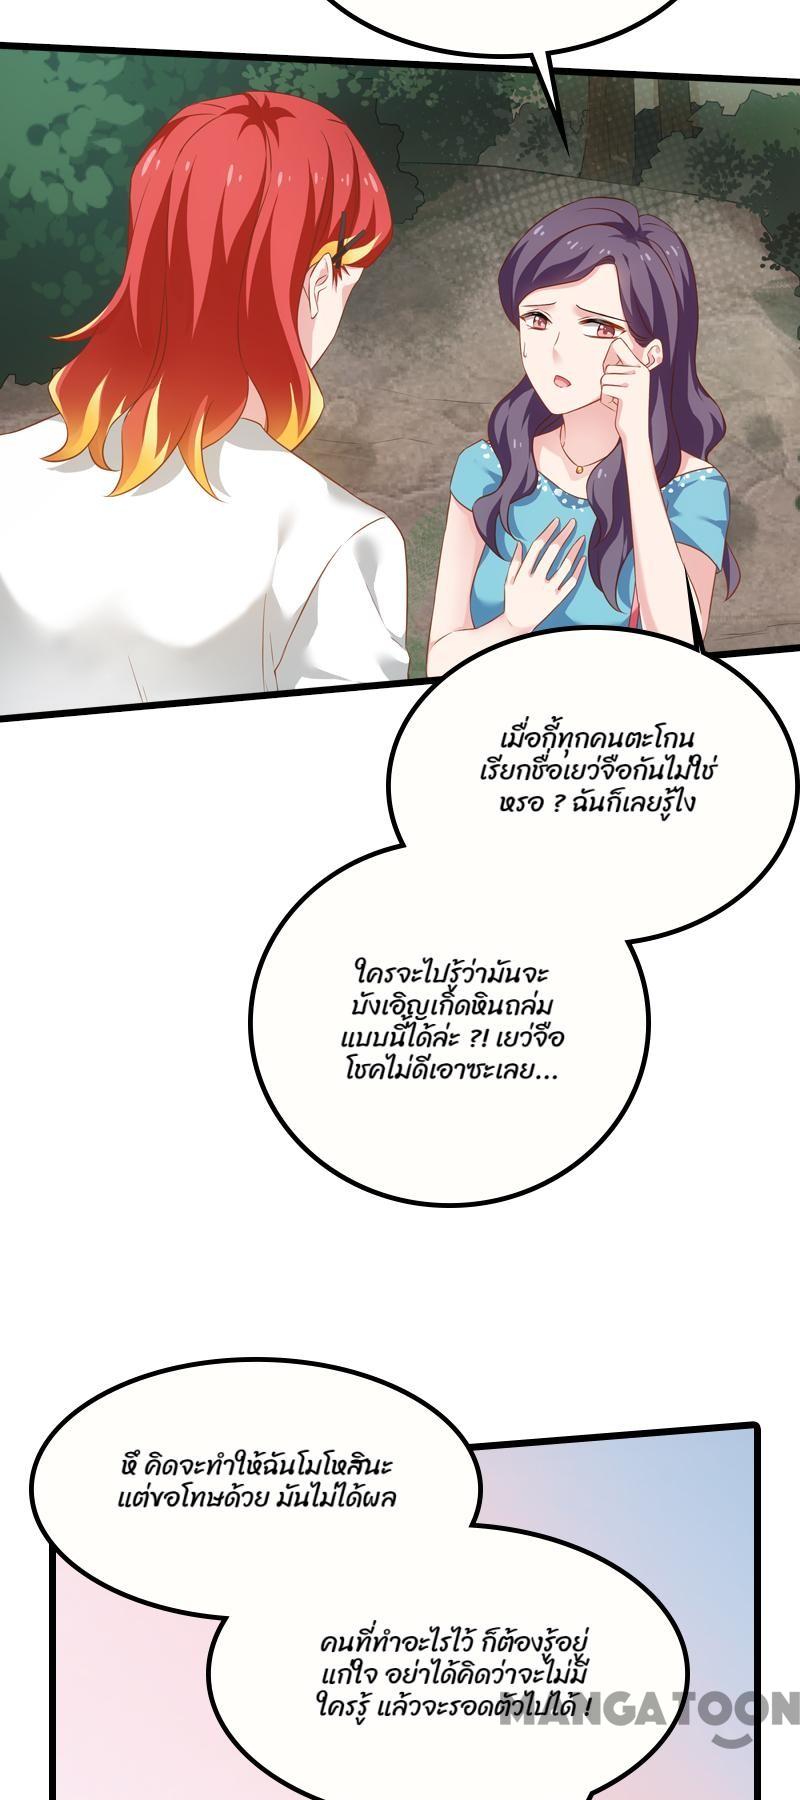 เมื่อกี้ทุกคนตะโกน
เรียกชื่อเยว่จือกันไม่ใช่
หรอ ? ฉันก็เลยรู้ไง
ใครจะไปรู้ว่ามันจะ
บังเอิญเกิดหินถล่ม
แบบนี้ได้ล่ะ ?! เยว่จือ
โชคไม่ดีเอาซะเลย...
หึ คิดจะทำให้ฉันโมโหสินะ
แต่ขอโทษด้วย มันไม่ได้ผล
คนที่ทำอะไรไว้ ก็ต้องรู้อยู่
แก่ใจ อย่าได้คิดว่าจะไม่มี
ใครรู้ แล้วจะรอดตัวไปได้ !
MANGATOON